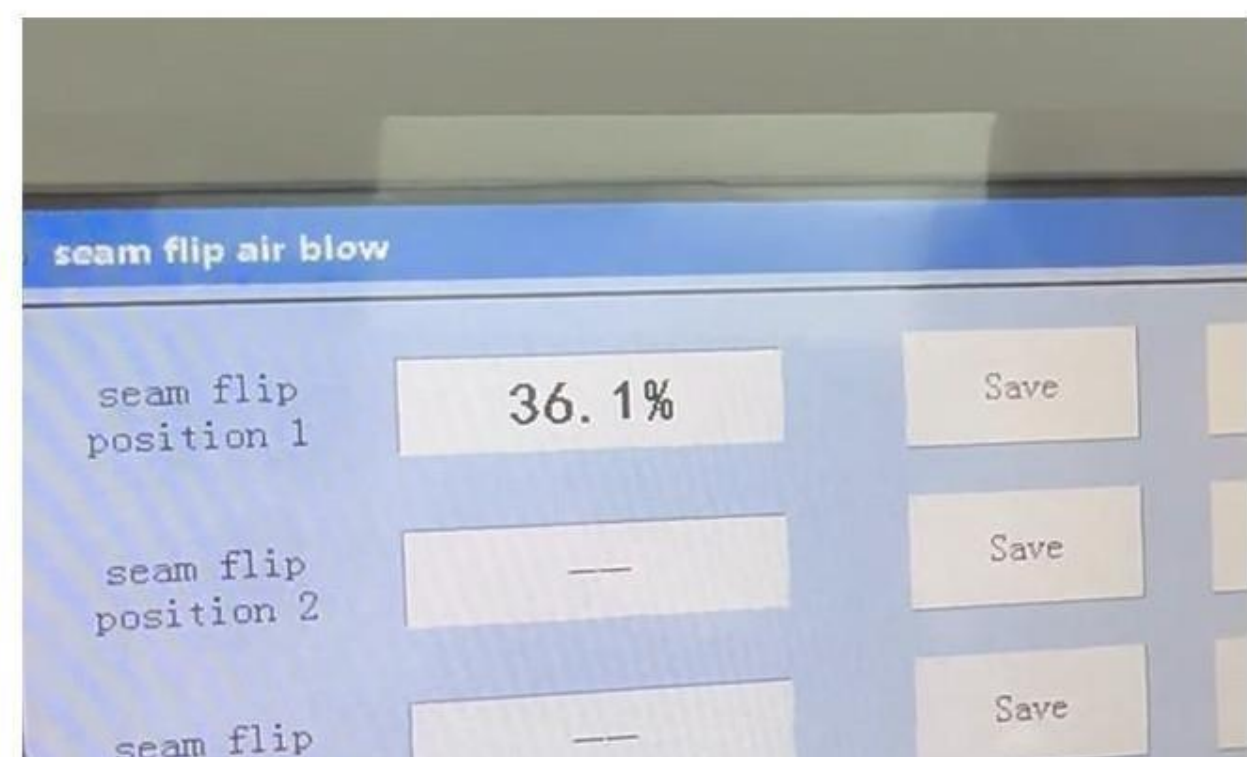 seam flip air blow
seam flip
position 1
36.1%
Save
seam flip
position 2
——
Save
seam flip
——
Save